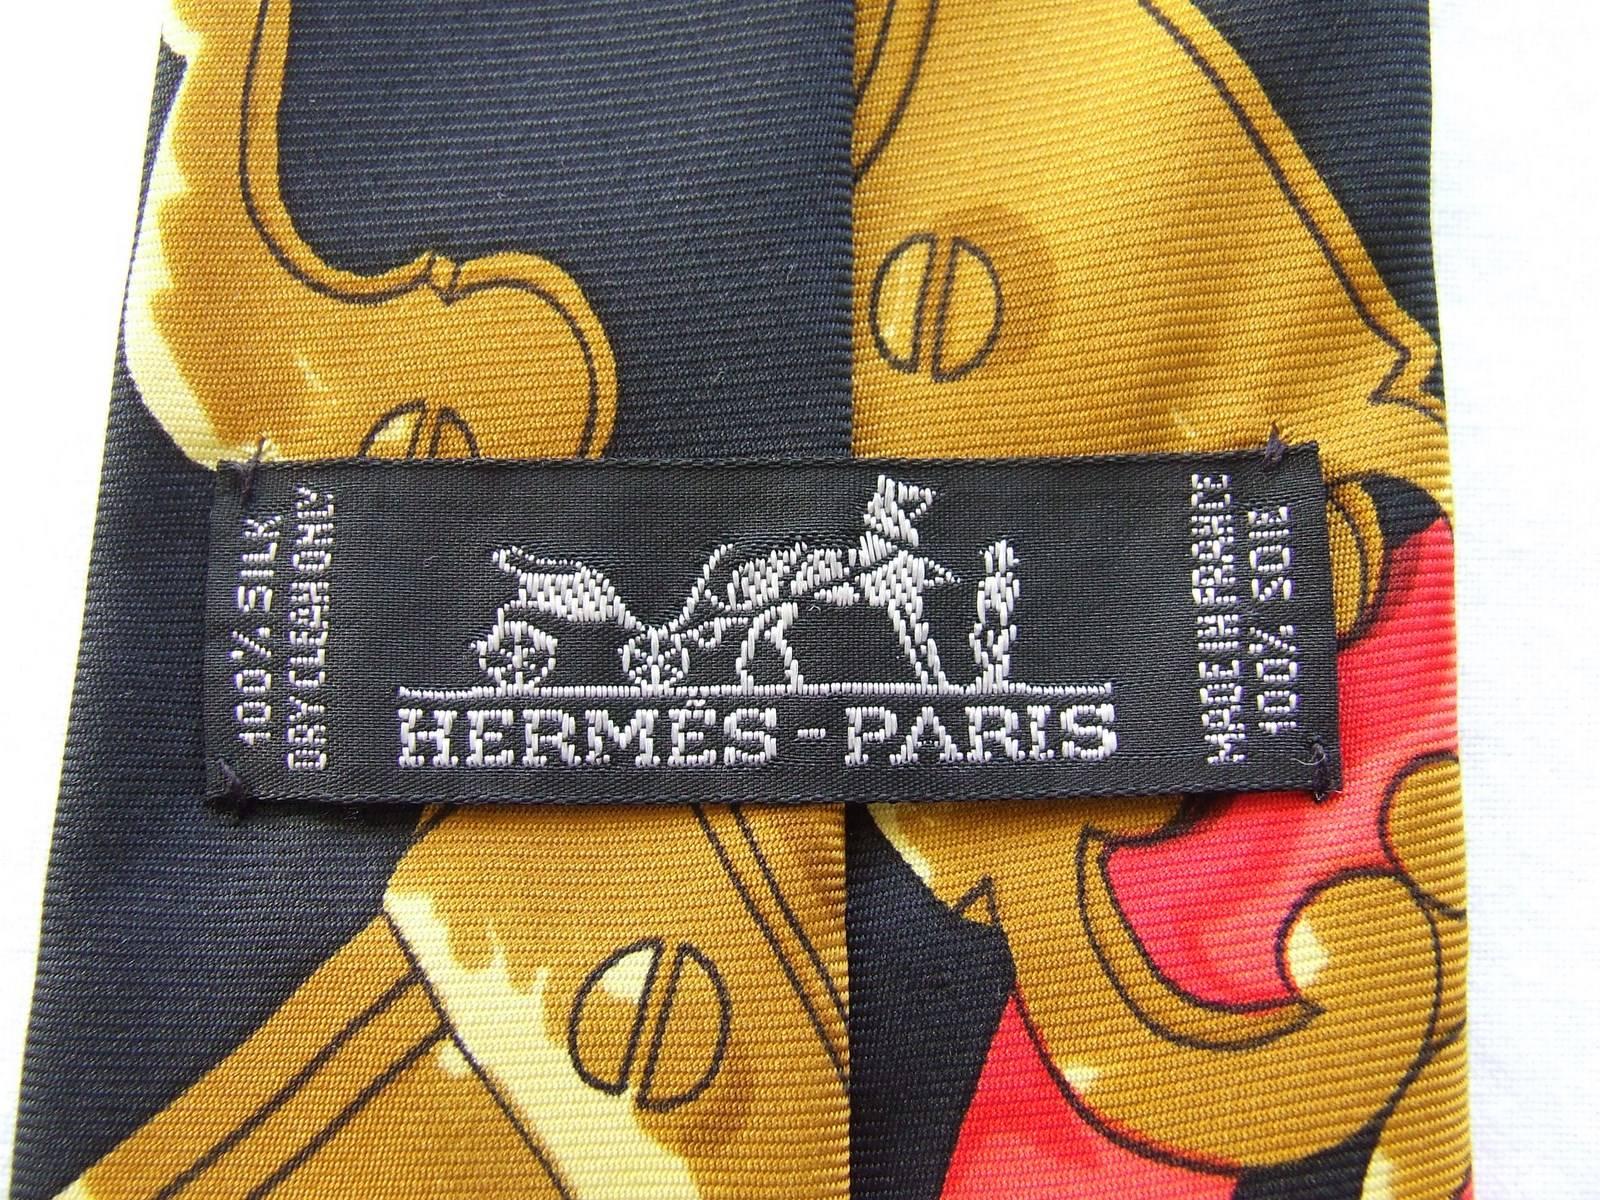 100% SILK
DRY CLEAN ONLY
HERMÈS - PARIS
MADE IN FRANCE
100% SOIE